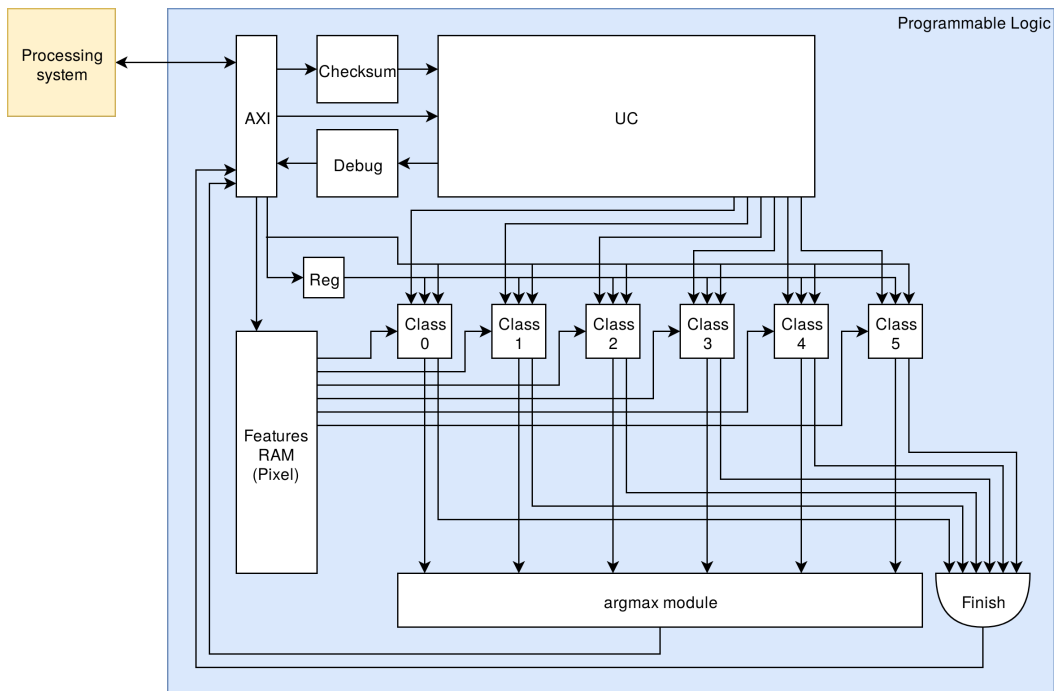 Programmable Logic
Processing
system
Checksum
AXI
UC
Debug
Reg
Class
0
Class
1
Class
2
Class
3
Class
4
Class
5
Features
RAM
(Pixel)
argmax module
Finish